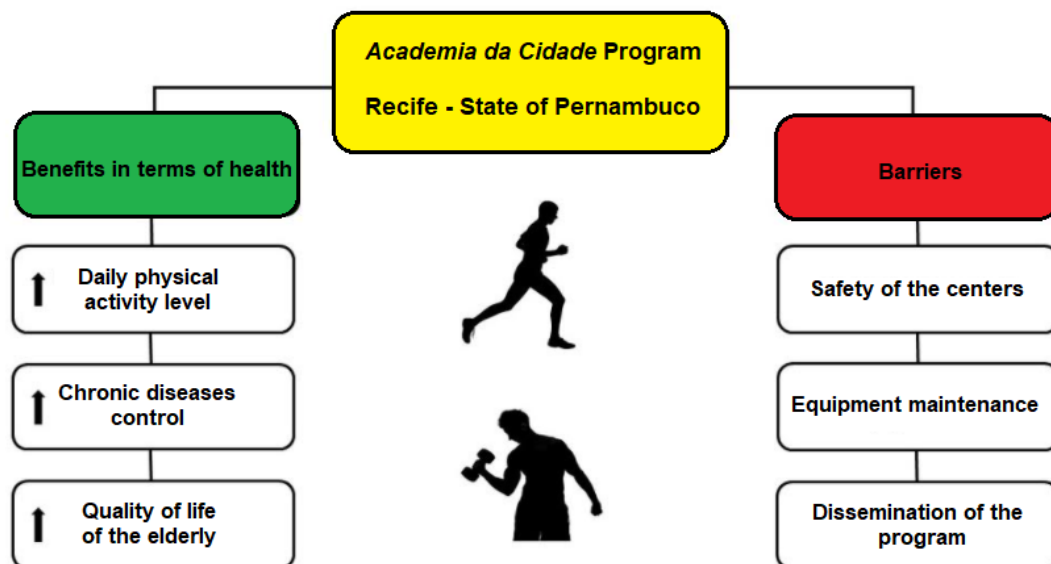 Academia da Cidade Program
Recife - State of Pernambuco
Benefits in terms of health
Daily physical
activity level
Chronic diseases
control
Quality of life
of the elderly
Barriers
Safety of the centers
Equipment maintenance
Dissemination of the
program